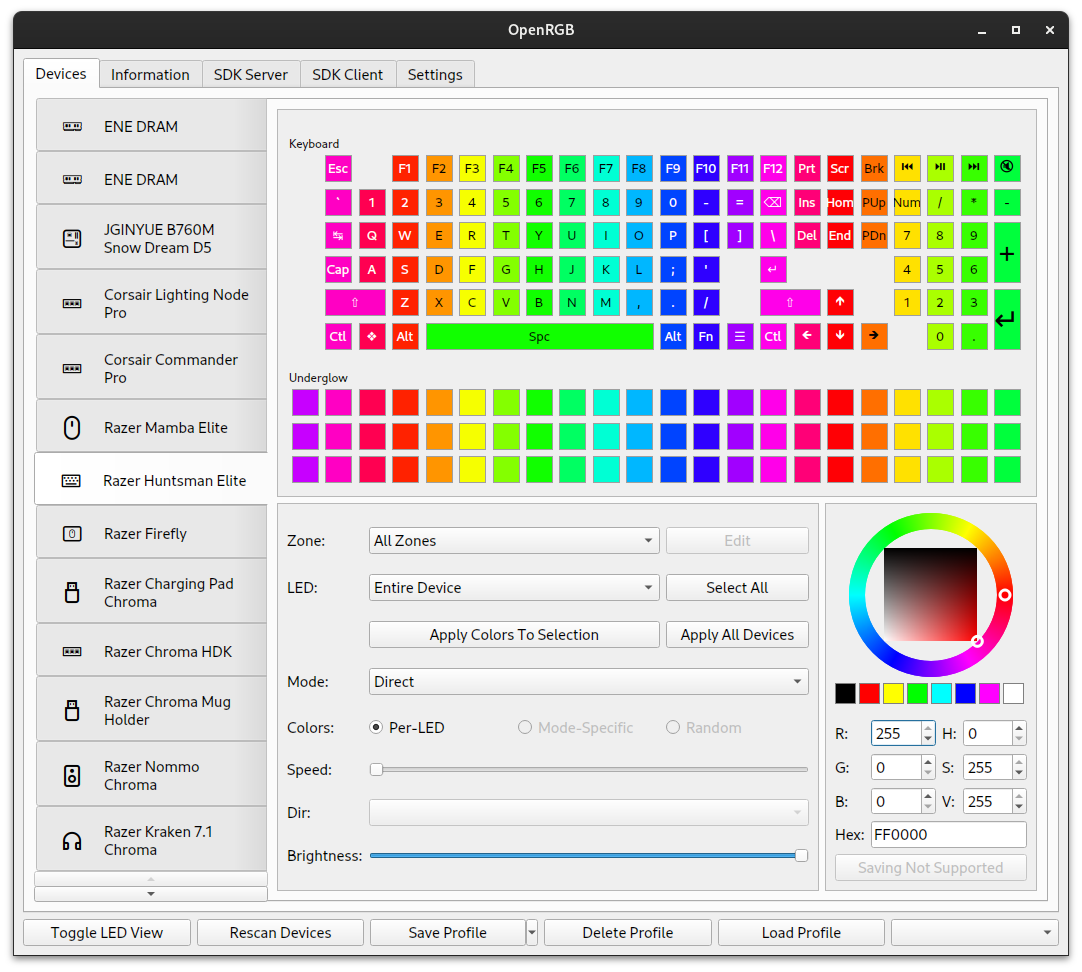 OpenRGB
Devices Information SDK Server SDK Client Settings
ENE DRAM
ENE DRAM
JGINYUE B760M
Snow Dream D5
Corsair Lighting Node
Pro
Corsair Commander
Pro
Razer Mamba Elite
Razer Huntsman Elite
Razer Firefly
Razer Charging Pad
Chroma
Razer Chroma HDK
Razer Chroma Mug
Holder
Razer Nommo
Chroma
Razer Kraken 7.1
Chroma
Keyboard
Esc F1 F2 F3 F4 F5 F6 F7 F8 F9 F10 F11 F12 Prt Scr Brk ⏮ ⏯ ⏭
` 1 2 3 4 5 6 7 8 9 0 - = ⌫ Ins Hom PUp Num / * -
↹ Q W E R T Y U I O P [ ] \ Del End PDn 7 8 9 +
Cap A S D F G H J K L ; ' ↵ 4 5 6
⇧ Z X C V B N M , . / ⇧ ↑ 1 2 3 ↵
Ctl ❖ Alt Spc Alt Fn ☰ Ctl ← ↓ → 0 .
Underglow
Zone: All Zones Edit
LED: Entire Device Select All
Apply Colors To Selection Apply All Devices
Mode: Direct
Colors: Per-LED Mode-Specific Random
Speed:
Dir:
Brightness:
R: 255 H: 0
G: 0 S: 255
B: 0 V: 255
Hex: FF0000
Saving Not Supported
Toggle LED View Rescan Devices Save Profile Delete Profile Load Profile